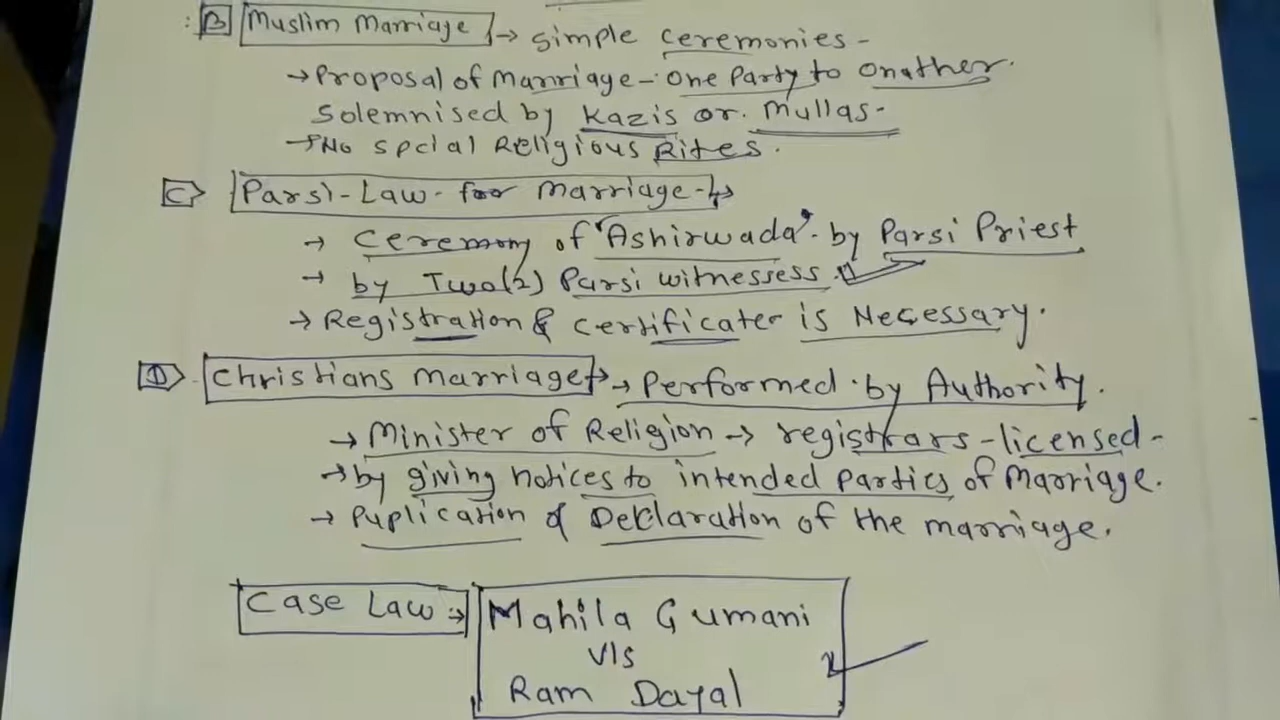 B Muslim Marriage → Simple ceremonies -
→ Proposal of Marriage - one Party to Onather.
Solemnised by Kazis or. Mullas -
→ No spcial Religious Rites.
C Parsi - Law - for Marriage →
→ Ceremony of "Ashirwada" - by Parsi Priest
→ by Two(2) Parsi witnessess
→ Registration & certificater is Necessary.
D Christians Marriage → → Performed by Authority.
→ Minister of Religion → registrars - licensed -
→ by giving notices to intended Parties of Marriage.
→ Puplication & Decklaration of the marriage.
Case Law :→ Mahila Gumani
V/s
Ram Dayal